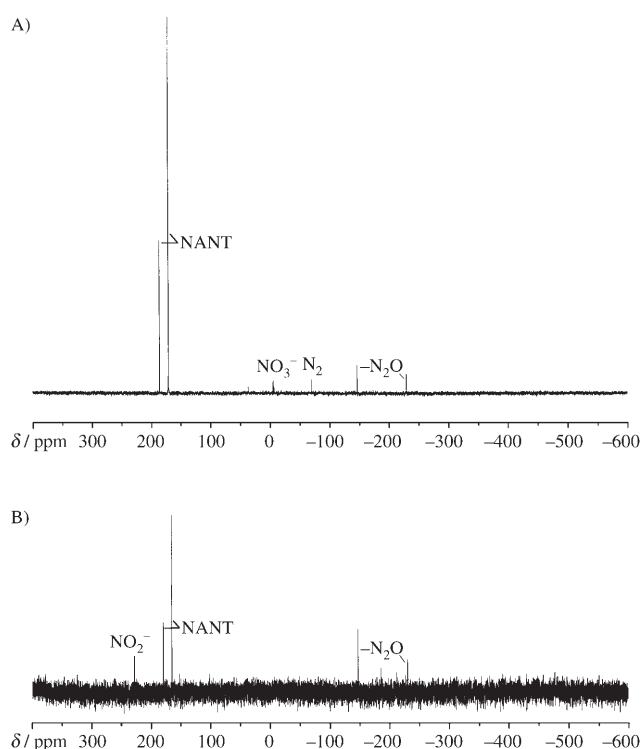 A)
NANT
NO₃⁻ N₂
–N₂O
δ / ppm 300 200 100 0 –100 –200 –300 –400 –500 –600
B)
NANT
NO₂⁻
–N₂O
δ / ppm 300 200 100 0 –100 –200 –300 –400 –500 –600